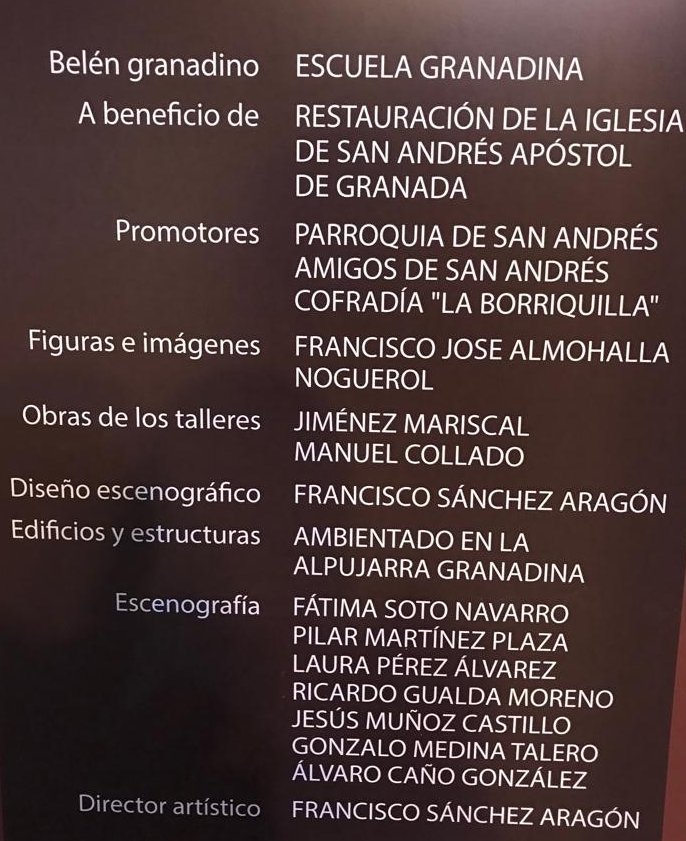 Belén granadino ESCUELA GRANADINA
A beneficio de RESTAURACIÓN DE LA IGLESIA
DE SAN ANDRÉS APÓSTOL
DE GRANADA
Promotores PARROQUIA DE SAN ANDRÉS
AMIGOS DE SAN ANDRÉS
COFRADÍA "LA BORRIQUILLA"
Figuras e imágenes FRANCISCO JOSE ALMOHALLA
NOGUEROL
Obras de los talleres JIMÉNEZ MARISCAL
MANUEL COLLADO
Diseño escenográfico FRANCISCO SÁNCHEZ ARAGÓN
Edificios y estructuras AMBIENTADO EN LA
ALPUJARRA GRANADINA
Escenografía FÁTIMA SOTO NAVARRO
PILAR MARTÍNEZ PLAZA
LAURA PÉREZ ÁLVAREZ
RICARDO GUALDA MORENO
JESÚS MUÑOZ CASTILLO
GONZALO MEDINA TALERO
ÁLVARO CAÑO GONZÁLEZ
Director artístico FRANCISCO SÁNCHEZ ARAGÓN